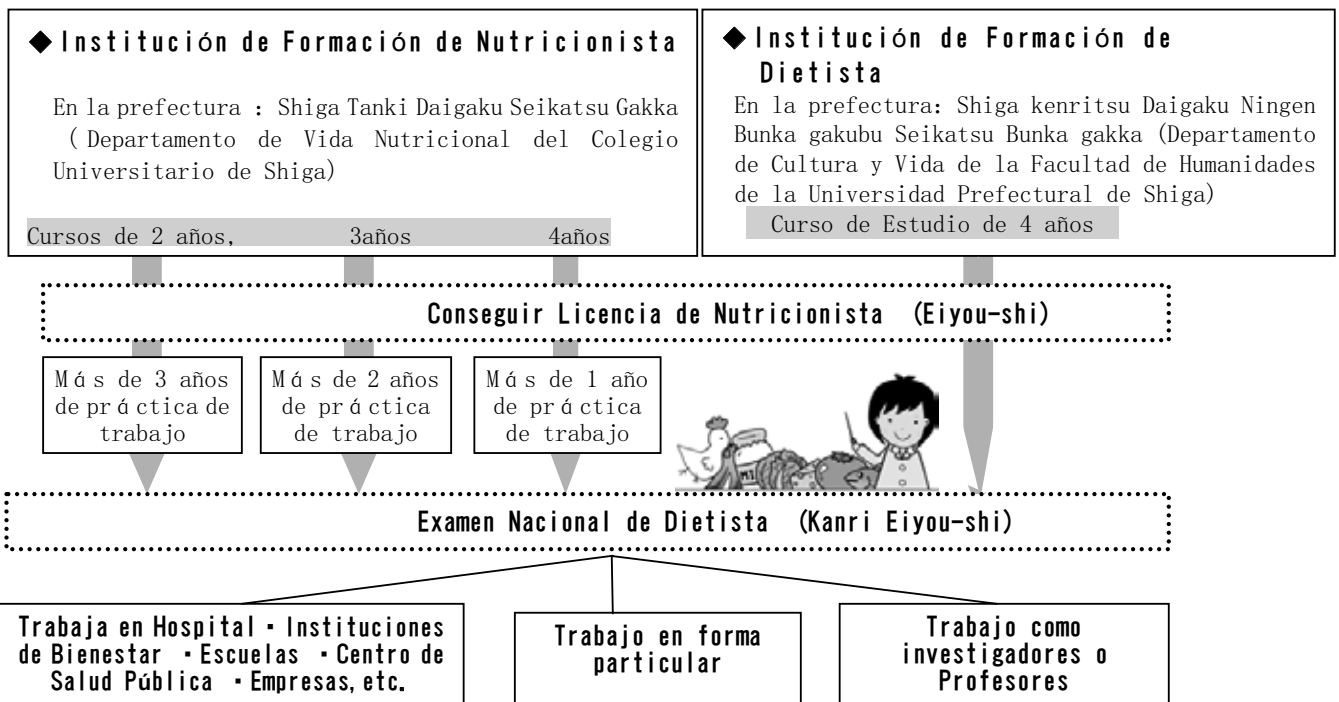 ◆Institución de Formación de Nutricionista
En la prefectura : Shiga Tanki Daigaku Seikatsu Gakka
(Departamento de Vida Nutricional del Colegio
Universitario de Shiga)
Cursos de 2 años, 3años 4años
◆Institución de Formación de
Dietista
En la prefectura: Shiga kenritsu Daigaku Ningen
Bunka gakubu Seikatsu Bunka gakka (Departamento
de Cultura y Vida de la Facultad de Humanidades
de la Universidad Prefectural de Shiga)
Curso de Estudio de 4 años
Conseguir Licencia de Nutricionista (Eiyou-shi)
Más de 3 años
de práctica de
trabajo
Más de 2 años
de práctica
de trabajo
Más de 1 año
de práctica
de trabajo
MI
Examen Nacional de Dietista (Kanri Eiyou-shi)
Trabaja en Hospital・Instituciones
de Bienestar ・Escuelas ・Centro de
Salud Pública ・Empresas, etc.
Trabajo en forma
particular
Trabajo como
investigadores o
Profesores